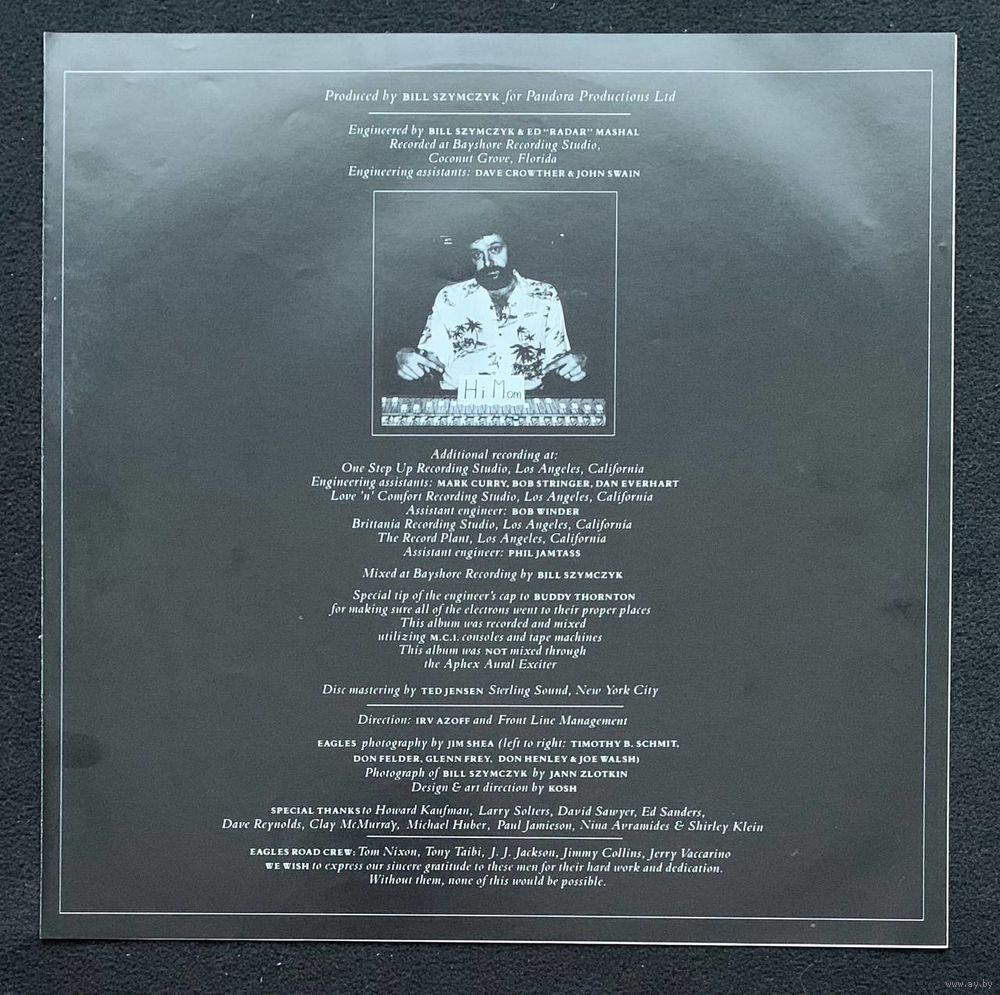 Produced by BILL SZYMCZYK for Pandora Productions Ltd
Engineered by BILL SZYMCZYK & ED "RADAR" MASHAL
Recorded at Bayshore Recording Studio,
Coconut Grove, Florida
Engineering assistants: DAVE CROWTHER & JOHN SWAIN
Hi Mom
Additional recording at:
One Step Up Recording Studio, Los Angeles, California
Engineering assistants: MARK CURRY, BOB STRINGER, DAN EVERHART
Love 'n' Comfort Recording Studio, Los Angeles, California
Assistant engineer: BOB WINDER
Brittania Recording Studio, Los Angeles, California
The Record Plant, Los Angeles, California
Assistant engineer: PHIL JAMTASS
Mixed at Bayshore Recording by BILL SZYMCZYK
Special tip of the engineer's cap to BUDDY THORNTON
for making sure all of the electrons went to their proper places
This album was recorded and mixed
utilizing M.C.I. consoles and tape machines
This album was NOT mixed through
the Aphex Aural Exciter
Disc mastering by TED JENSEN Sterling Sound, New York City
Direction: IRV AZOFF and Front Line Management
EAGLES photography by JIM SHEA (left to right: TIMOTHY B. SCHMIT,
DON FELDER, GLENN FREY, DON HENLEY & JOE WALSH)
Photograph of BILL SZYMCZYK by JANN ZLOTKIN
Design & art direction by KOSH
SPECIAL THANKS to Howard Kaufman, Larry Solters, David Sawyer, Ed Sanders,
Dave Reynolds, Clay McMurray, Michael Huber, Paul Jamieson, Nina Avramides & Shirley Klein
EAGLES ROAD CREW: Tom Nixon, Tony Taibi, J. J. Jackson, Jimmy Collins, Jerry Vaccarino
WE WISH to express our sincere gratitude to these men for their hard work and dedication.
Without them, none of this would be possible.
www.ay.by